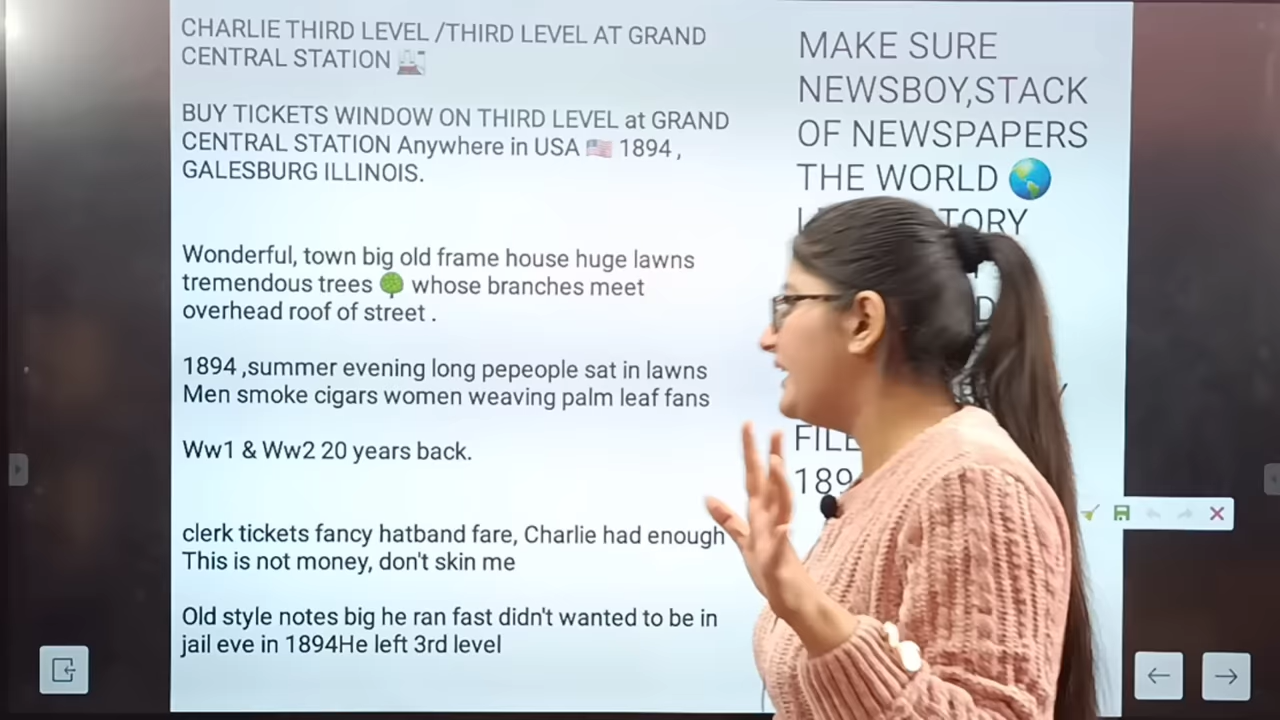 CHARLIE THIRD LEVEL /THIRD LEVEL AT GRAND
CENTRAL STATION 🚂
BUY TICKETS WINDOW ON THIRD LEVEL at GRAND
CENTRAL STATION Anywhere in USA 🇺🇸 1894 ,
GALESBURG ILLINOIS.
Wonderful, town big old frame house huge lawns
tremendous trees 🌳 whose branches meet
overhead roof of street .
1894 ,summer evening long pepeople sat in lawns
Men smoke cigars women weaving palm leaf fans
Ww1 & Ww2 20 years back.
clerk tickets fancy hatband fare, Charlie had enough
This is not money, don't skin me
Old style notes big he ran fast didn't wanted to be in
jail eve in 1894He left 3rd level
MAKE SURE
NEWSBOY,STACK
OF NEWSPAPERS
THE WORLD 🌎